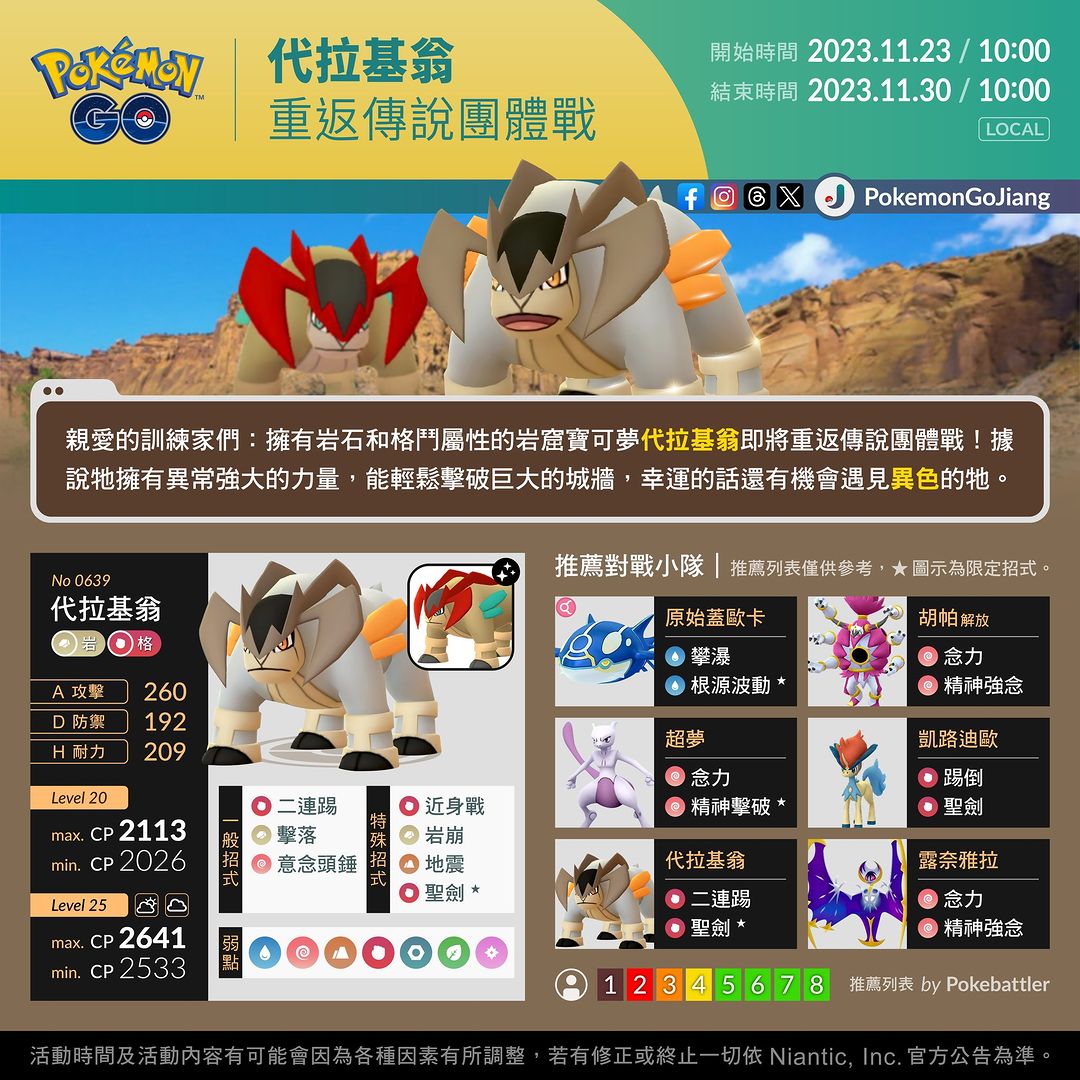 POKéMON GO™
代拉基翁
重返傳說團體戰
開始時間 2023.11.23 / 10:00
結束時間 2023.11.30 / 10:00
LOCAL
PokemonGoJiang
親愛的訓練家們：擁有岩石和格鬥屬性的岩窟寶可夢代拉基翁即將重返傳說團體戰！據
說牠擁有異常強大的力量，能輕鬆擊破巨大的城牆，幸運的話還有機會遇見異色的牠。
No 0639
代拉基翁
岩 格
A 攻擊 260
D 防禦 192
H 耐力 209
Level 20
max. CP 2113
min. CP 2026
Level 25
max. CP 2641
min. CP 2533
一般招式
二連踢
擊落
意念頭錘
特殊招式
近身戰
岩崩
地震
聖劍 ★
弱點
推薦對戰小隊 | 推薦列表僅供參考，★ 圖示為限定招式。
原始蓋歐卡
攀瀑
根源波動 ★
胡帕 解放
念力
精神強念
超夢
念力
精神擊破 ★
凱路迪歐
踢倒
聖劍
代拉基翁
二連踢
聖劍 ★
露奈雅拉
念力
精神強念
1 2 3 4 5 6 7 8
推薦列表 by Pokebattler
活動時間及活動內容有可能會因為各種因素有所調整，若有修正或終止一切依 Niantic, Inc. 官方公告為準。